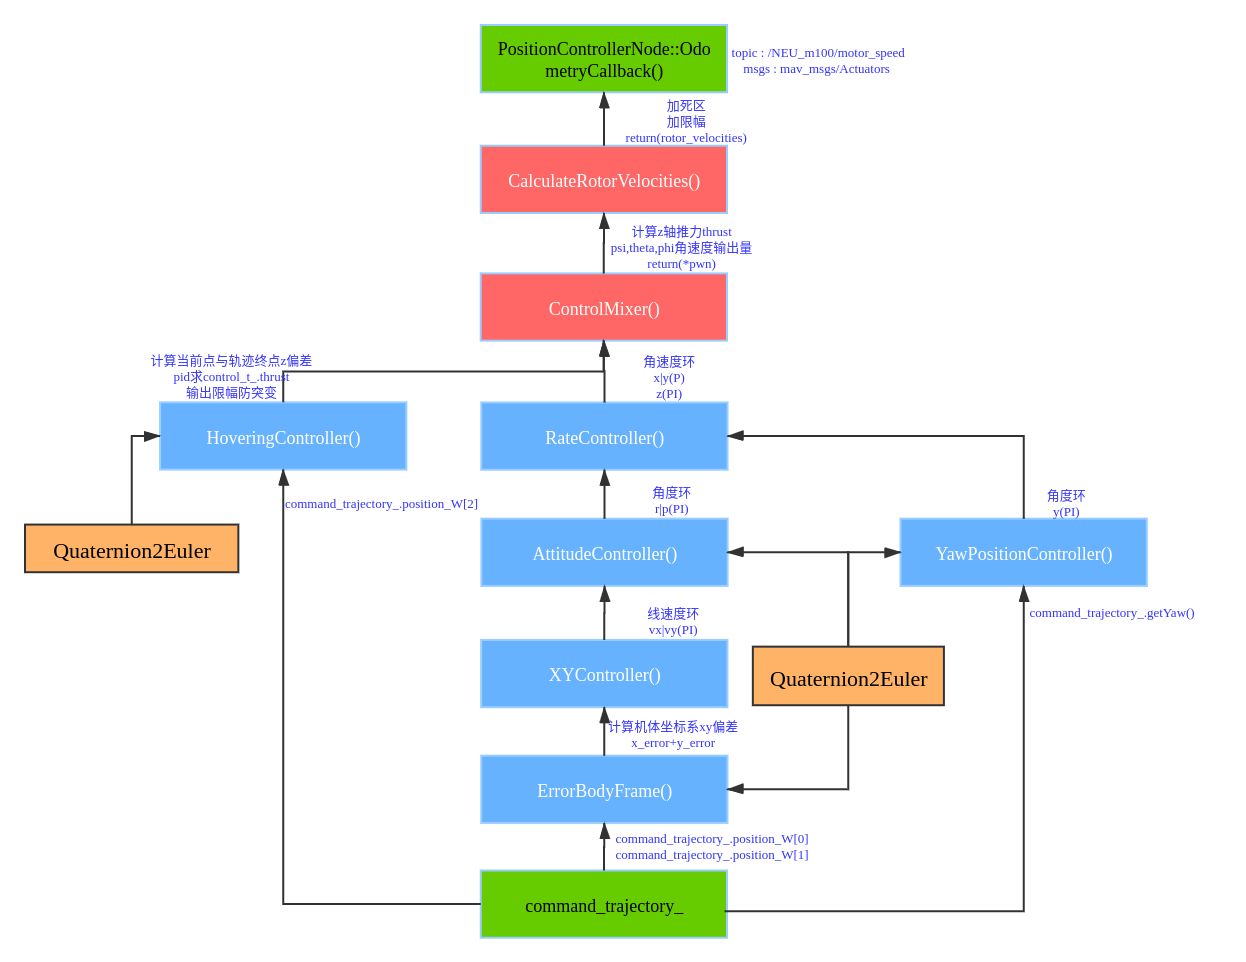 PositionControllerNode::Odo
metryCallback()
topic : /NEU_m100/motor_speed
msgs : mav_msgs/Actuators
加死区
加限幅
return(rotor_velocities)
CalculateRotorVelocities()
计算z轴推力thrust
psi,theta,phi角速度输出量
return(*pwn)
ControlMixer()
计算当前点与轨迹终点z偏差
pid求control_t_.thrust
输出限幅防突变
角速度环
x|y(P)
z(PI)
HoveringController()
RateController()
command_trajectory_.position_W[2]
角度环
r|p(PI)
角度环
y(PI)
Quaternion2Euler
AttitudeController()
YawPositionController()
线速度环
vx|vy(PI)
command_trajectory_.getYaw()
XYController()
Quaternion2Euler
计算机体坐标系xy偏差
x_error+y_error
ErrorBodyFrame()
command_trajectory_.position_W[0]
command_trajectory_.position_W[1]
command_trajectory_